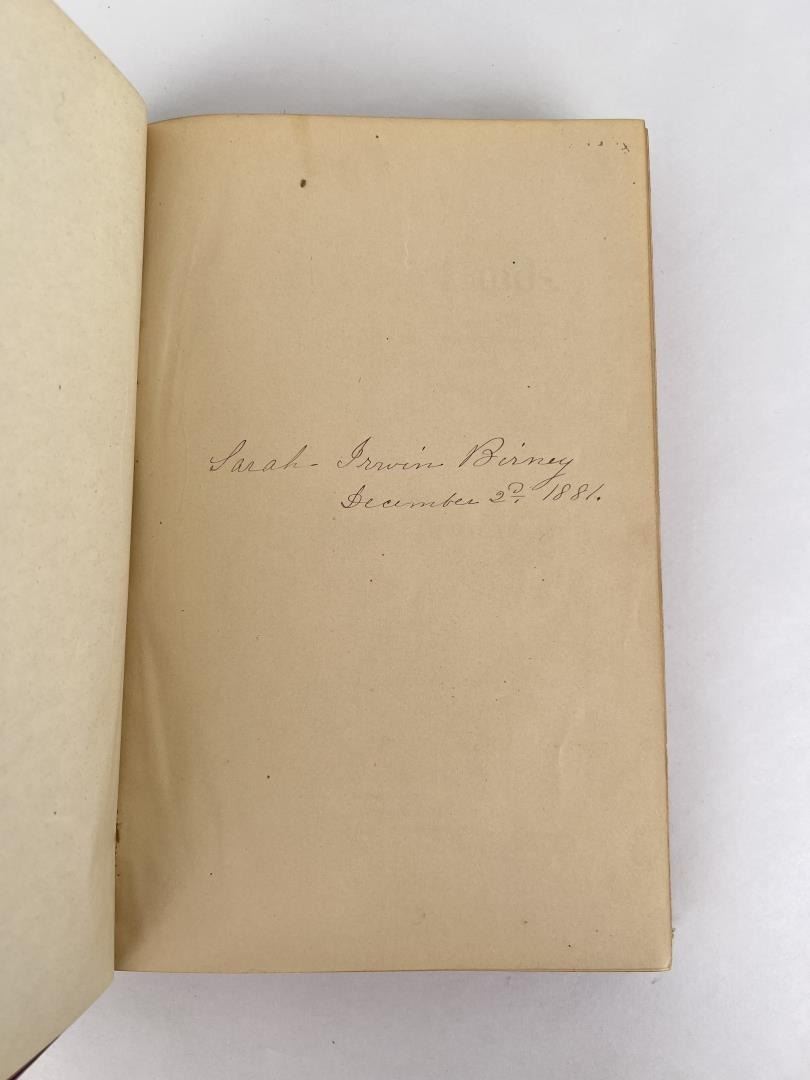 Sarah Irwin Birney
December 2d. 1881.